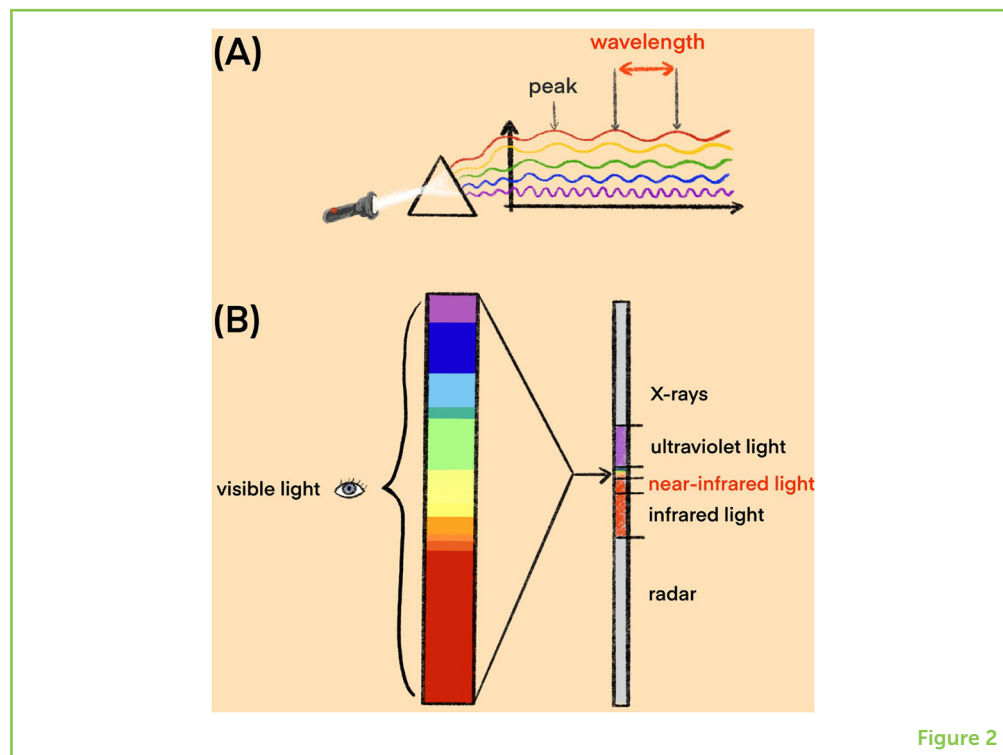 (A)
wavelength
peak
(B)
X-rays
ultraviolet light
near-infrared light
visible light
infrared light
radar
Figure 2